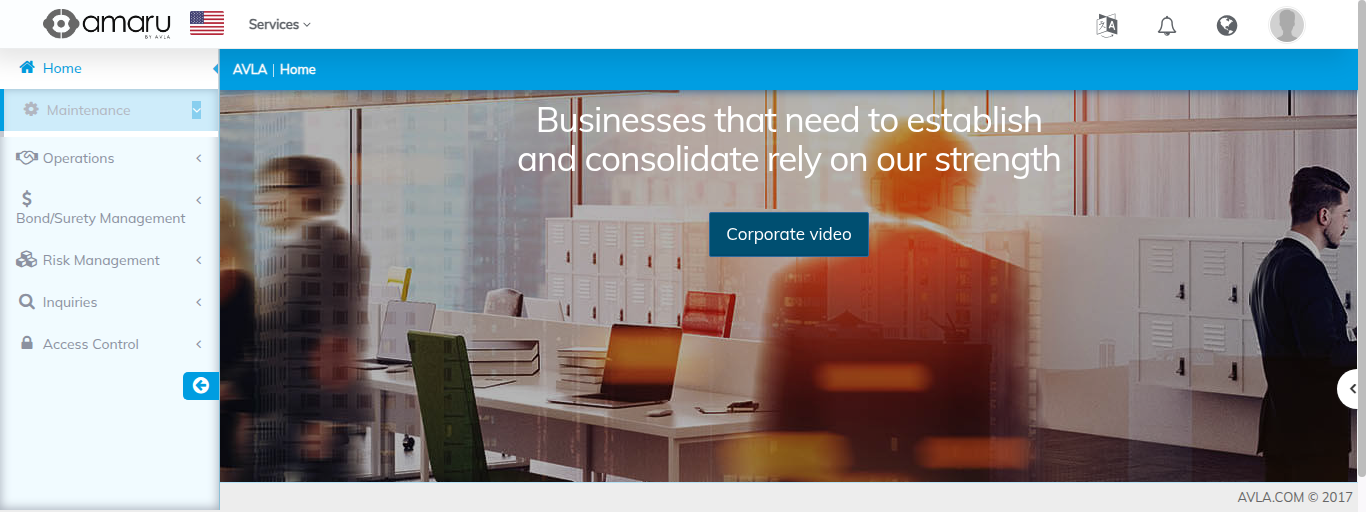 amaru
BY AVLA
Services
Home
AVLA | Home
Maintenance
Operations
Bond/Surety Management
Risk Management
Inquiries
Access Control
Businesses that need to establish
and consolidate rely on our strength
Corporate video
AVLA.COM © 2017